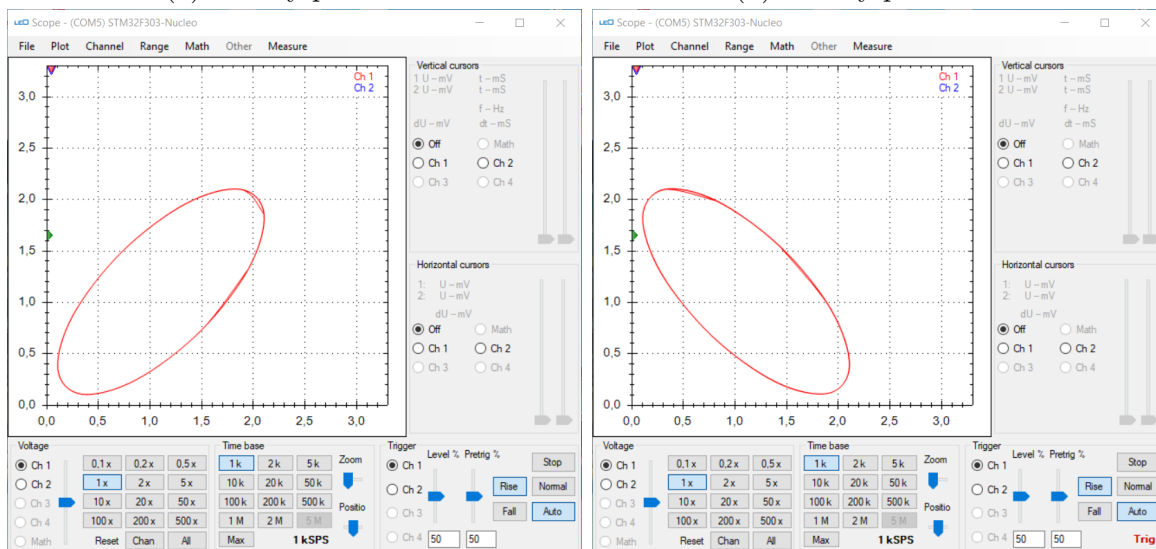 LEO Scope - (COM5) STM32F303-Nucleo
File Plot Channel Range Math Other Measure
Ch 1
Ch 2
3,0
2,5
2,0
1,5
1,0
0,5
0,0
0,0 0,5 1,0 1,5 2,0 2,5 3,0
Vertical cursors
1 U – mV t – mS
2 U – mV t – mS
f – Hz
dU – mV dt – mS
Off Math
Ch 1 Ch 2
Ch 3 Ch 4
Horizontal cursors
1: U – mV
2: U – mV
dU – mV
Off Math
Ch 1 Ch 2
Ch 3 Ch 4
Voltage
Ch 1 0,1 x 0,2 x 0,5 x
Ch 2 1 x 2 x 5 x
Ch 3 10 x 20 x 50 x
Ch 4 100 x 200 x 500 x
Math Reset Chan All
Time base
1 k 2 k 5 k Zoom
10 k 20 k 50 k
100 k 200 k 500 k Positio
1 M 2 M 5 M
Max 1 kSPS
Trigger
Ch 1 Level % Pretrig % Stop
Ch 2 Rise Normal
Ch 3 Fall Auto
Ch 4 50 50
LEO Scope - (COM5) STM32F303-Nucleo
File Plot Channel Range Math Other Measure
Ch 1
Ch 2
3,0
2,5
2,0
1,5
1,0
0,5
0,0
0,0 0,5 1,0 1,5 2,0 2,5 3,0
Vertical cursors
1 U – mV t – mS
2 U – mV t – mS
f – Hz
dU – mV dt – mS
Off Math
Ch 1 Ch 2
Ch 3 Ch 4
Horizontal cursors
1: U – mV
2: U – mV
dU – mV
Off Math
Ch 1 Ch 2
Ch 3 Ch 4
Voltage
Ch 1 0,1 x 0,2 x 0,5 x
Ch 2 1 x 2 x 5 x
Ch 3 10 x 20 x 50 x
Ch 4 100 x 200 x 500 x
Math Reset Chan All
Time base
1 k 2 k 5 k Zoom
10 k 20 k 50 k
100 k 200 k 500 k Positio
1 M 2 M 5 M
Max 1 kSPS
Trigger
Ch 1 Level % Pretrig % Stop
Ch 2 Rise Normal
Ch 3 Fall Auto
Ch 4 50 50 Trig